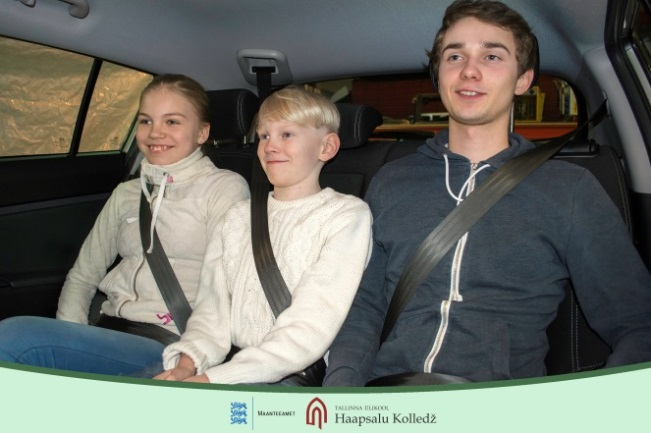 MAANTEEAMET
TALLINNA ÜLIKOOL
Haapsalu Kolledž